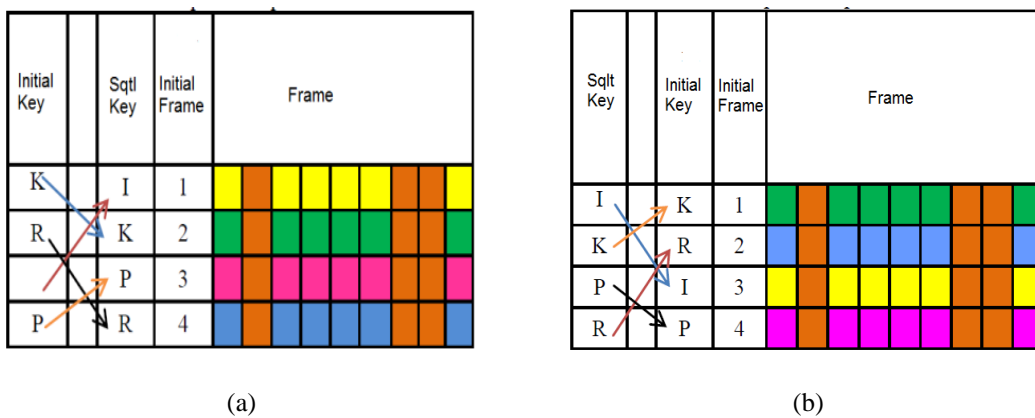 Initial Key Sqtl Key Initial Frame Frame
K I 1
R K 2
P 3
P R 4
Sqlt Key Initial Key Initial Frame Frame
I K 1
K R 2
P I 3
R P 4
(a) (b)